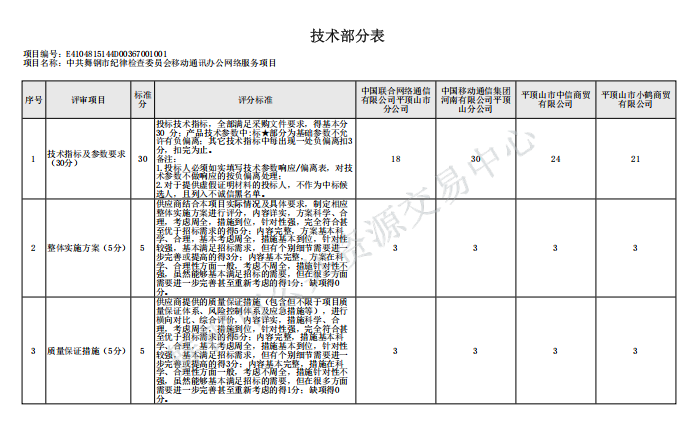 技术部分表
项目编号：E4104815144D00367001001
项目名称：中共舞钢市纪律检查委员会移动通讯办公网络服务项目
序号 评审项目 标准分 评分标准 中国联合网络通信有限公司平顶山市分公司 中国移动通信集团河南有限公司平顶山分公司 平顶山市中信商贸有限公司 平顶山市小鹤商贸有限公司
1 技术指标及参数要求（30分） 30
投标技术指标，全部满足采购文件要求，得基本分
30 分；产品技术参数中:标★部分为基础参数不允
许有负偏离；其它技术指标中每出现一处负偏离扣3
分，扣完为止。
备注：
1.投标人必须如实填写技术参数响应/偏离表，对技
术参数不做响应的按负偏离处理；
2.对于提供虚假证明材料的投标人，不作为中标候
选人，且列入不诚信黑名单。
18 30 24 21
2 整体实施方案（5分） 5
供应商结合本项目实际情况及具体要求，制定相应
整体实施方案进行评分，内容详实，方案科学、合
理，考虑周全，措施到位，针对性强，完全符合甚
至优于招标需求的得5分；内容完整，方案基本科
学、合理，基本考虑周全，措施基本到位，针对性
较强，基本满足招标需求，但有个别细节需要进一
步完善或提高的得3分；内容基本完整，方案在科
学、合理性方面一般，考虑不周全，措施针对性不
强，虽然能够基本满足招标的需要，但在很多方面
需要进一步完善甚至重新考虑的得1分；缺项得0
分。
3 3 3 3
3 质量保证措施（5分） 5
供应商提供的质量保证措施（包含但不限于项目质
量保证体系、风险控制体系及应急措施等），进行
横向对比、综合评价，内容详实，措施科学、合
理，考虑周全，措施到位，针对性强，完全符合甚
至优于招标需求的得5分；内容完整，措施基本科
学、合理，基本考虑周全，措施基本到位，针对性
较强，基本满足招标需求，但有个别细节需要进一
步完善或提高的得3分；内容基本完整，措施在科
学、合理性方面一般，考虑不周全，措施针对性不
强，虽然能够基本满足招标的需要，但在很多方面
需要进一步完善甚至重新考虑的得1分；缺项得0
分。
3 3 3 3
资源交易中心